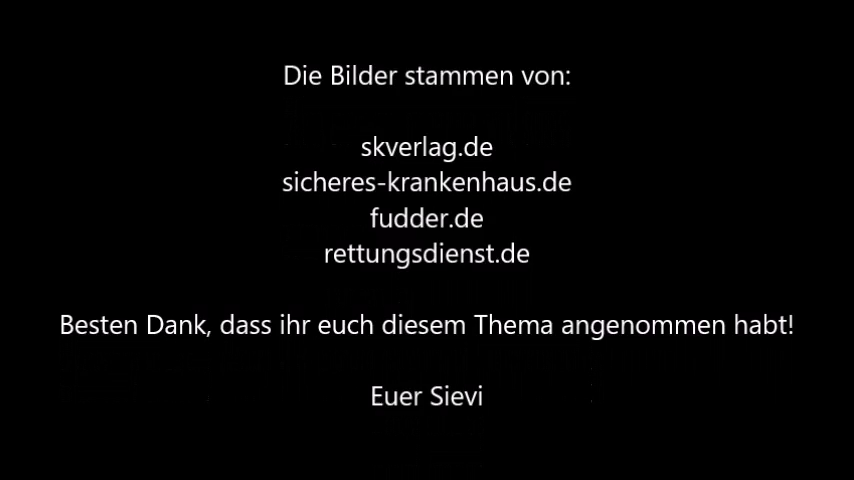 Die Bilder stammen von:
skverlag.de
sicheres-krankenhaus.de
fudder.de
rettungsdienst.de
Besten Dank, dass ihr euch diesem Thema angenommen habt!
Euer Sievi